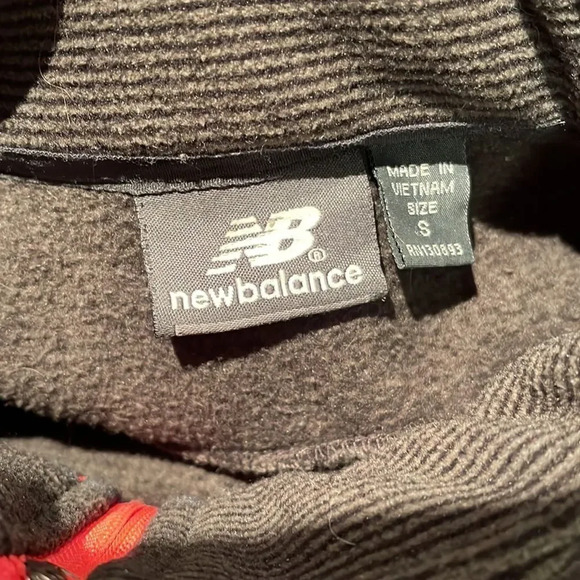 NB
®
newbalance
MADE IN
VIETNAM
SIZE
S
RN130893